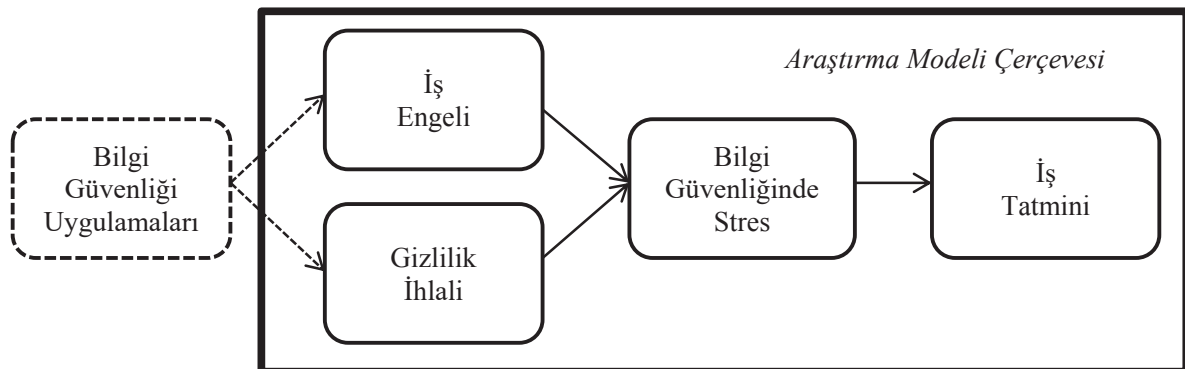 Araştırma Modeli Çerçevesi
Bilgi
Güvenliği
Uygulamaları
İş
Engeli
Gizlilik
İhlali
Bilgi
Güvenliğinde
Stres
İş
Tatmini